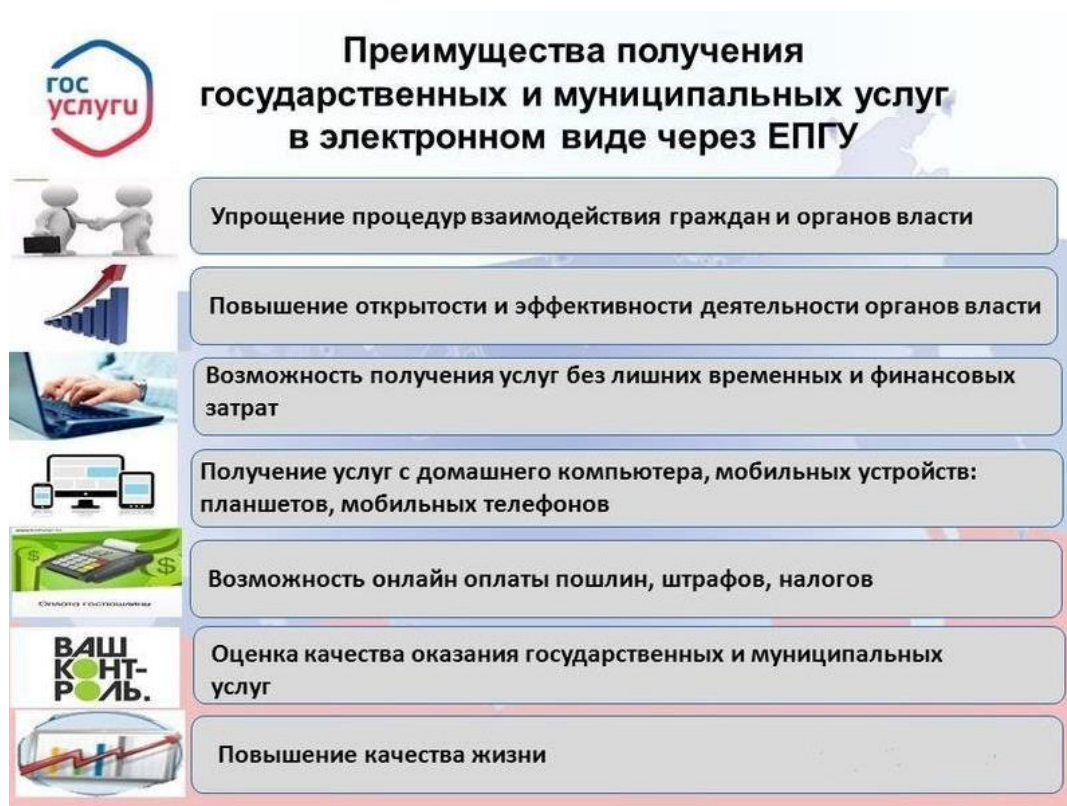 гос
услуги
Преимущества получения
государственных и муниципальных услуг
в электронном виде через ЕПГУ
Упрощение процедур взаимодействия граждан и органов власти
Повышение открытости и эффективности деятельности органов власти
Возможность получения услуг без лишних временных и финансовых
затрат
Получение услуг с домашнего компьютера, мобильных устройств:
планшетов, мобильных телефонов
Оплата госпошлины
Возможность онлайн оплаты пошлин, штрафов, налогов
ВАШ
КОНТ-
РОЛЬ.
Оценка качества оказания государственных и муниципальных
услуг
Повышение качества жизни